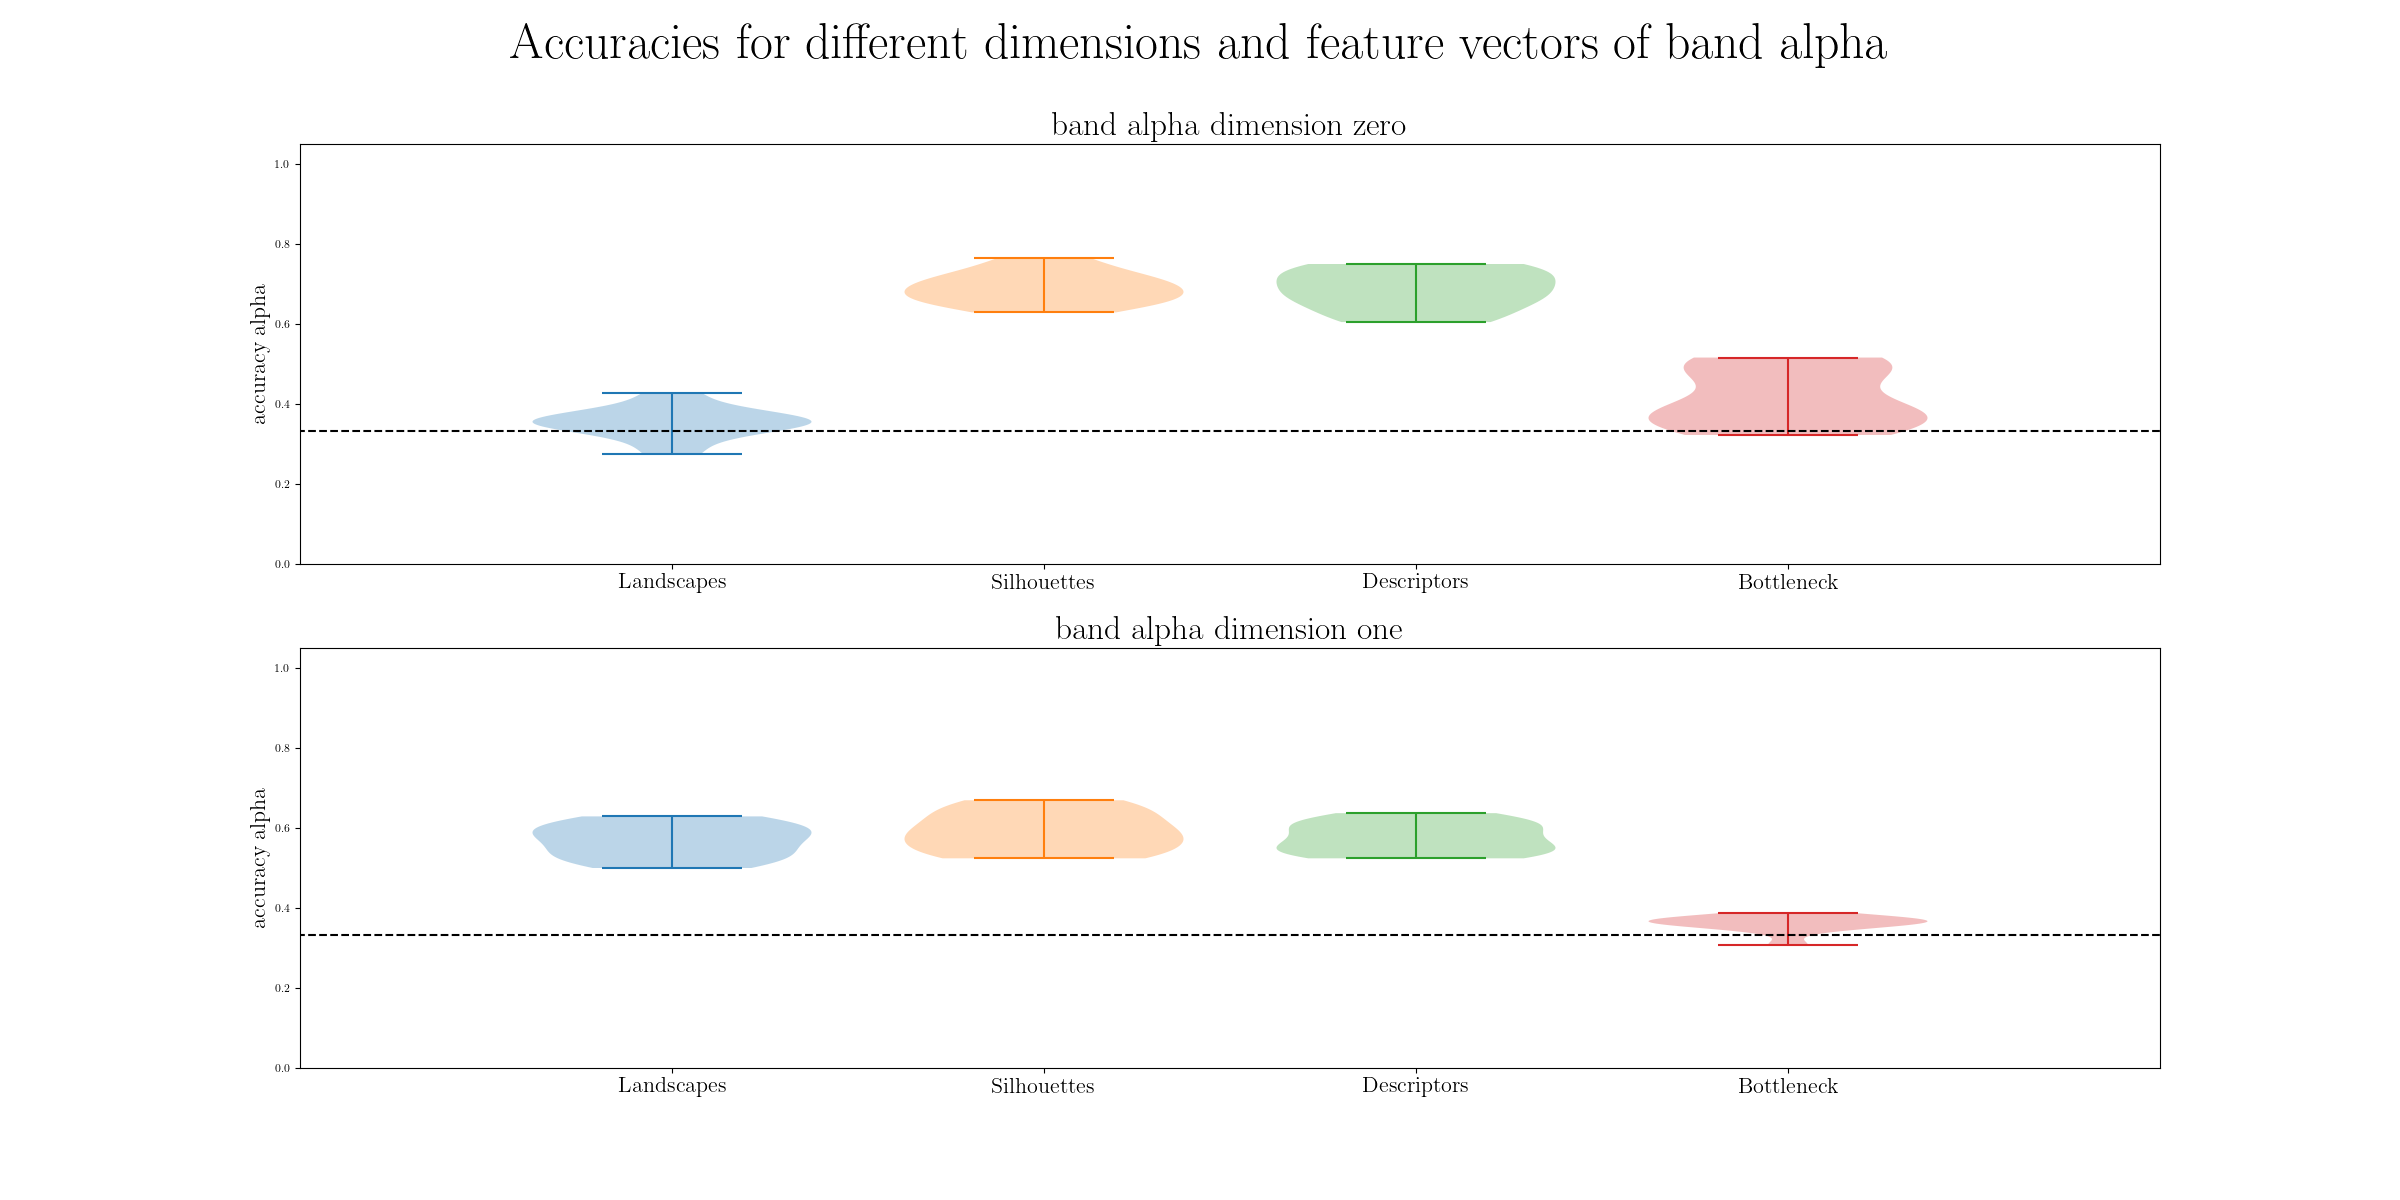 Accuracies for different dimensions and feature vectors of band alpha
band alpha dimension zero
1.0
0.8
0.6
0.4
0.2
0.0
accuracy alpha
Landscapes Silhouettes Descriptors Bottleneck
band alpha dimension one
1.0
0.8
0.6
0.4
0.2
0.0
accuracy alpha
Landscapes Silhouettes Descriptors Bottleneck